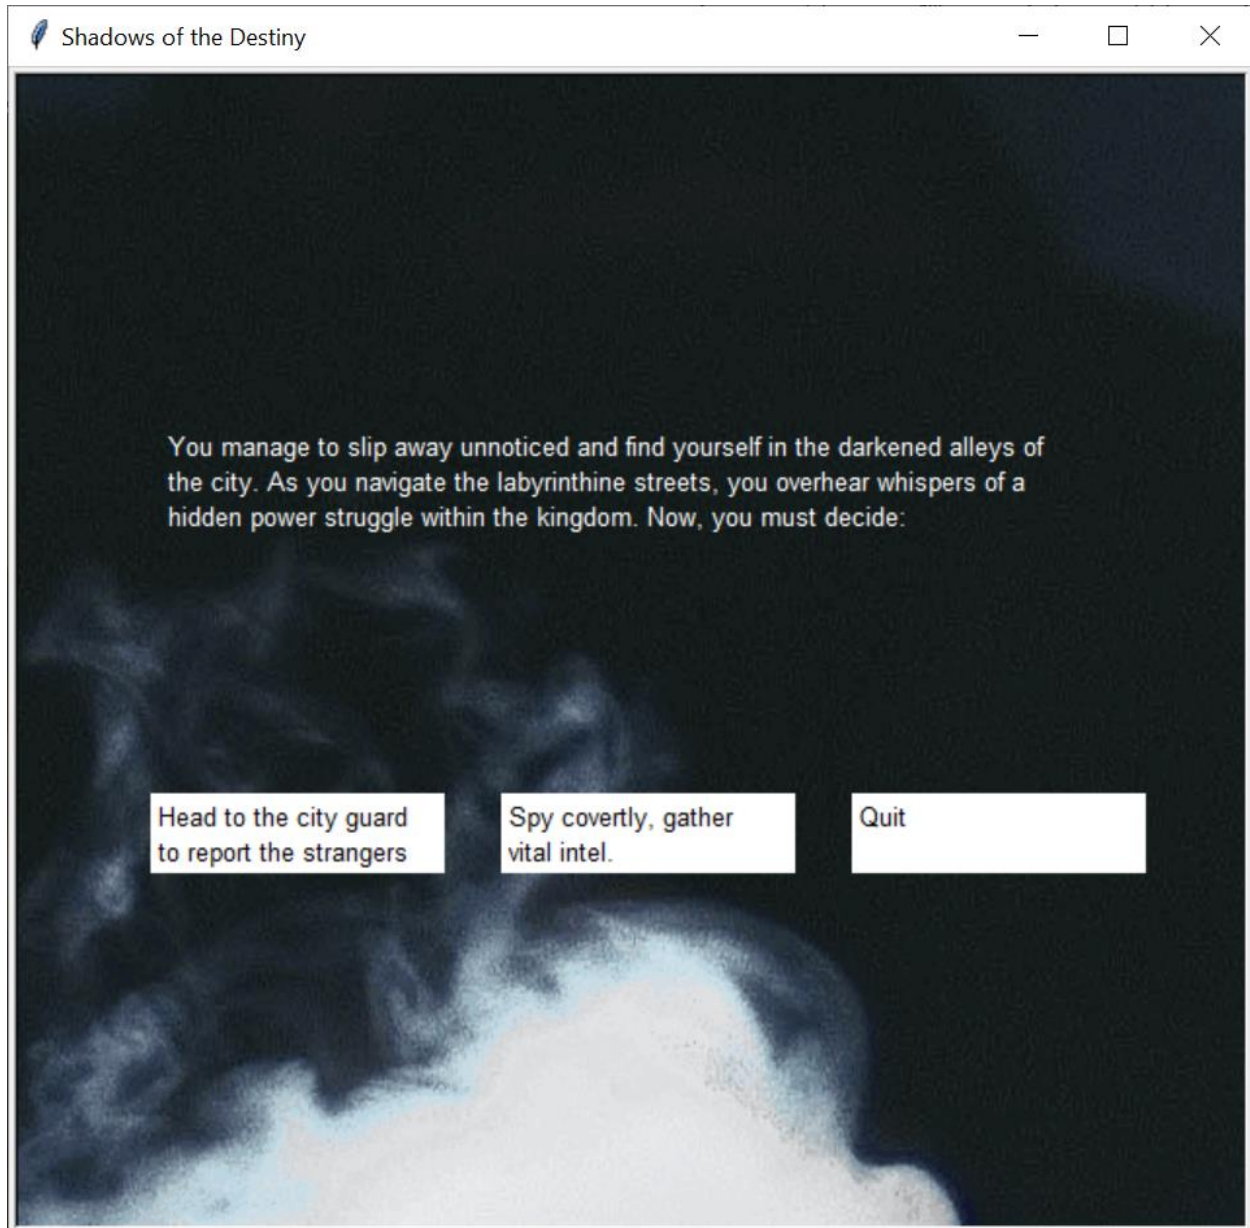 Shadows of the Destiny
You manage to slip away unnoticed and find yourself in the darkened alleys of
the city. As you navigate the labyrinthine streets, you overhear whispers of a
hidden power struggle within the kingdom. Now, you must decide:
Head to the city guard
to report the strangers
Spy covertly, gather
vital intel.
Quit